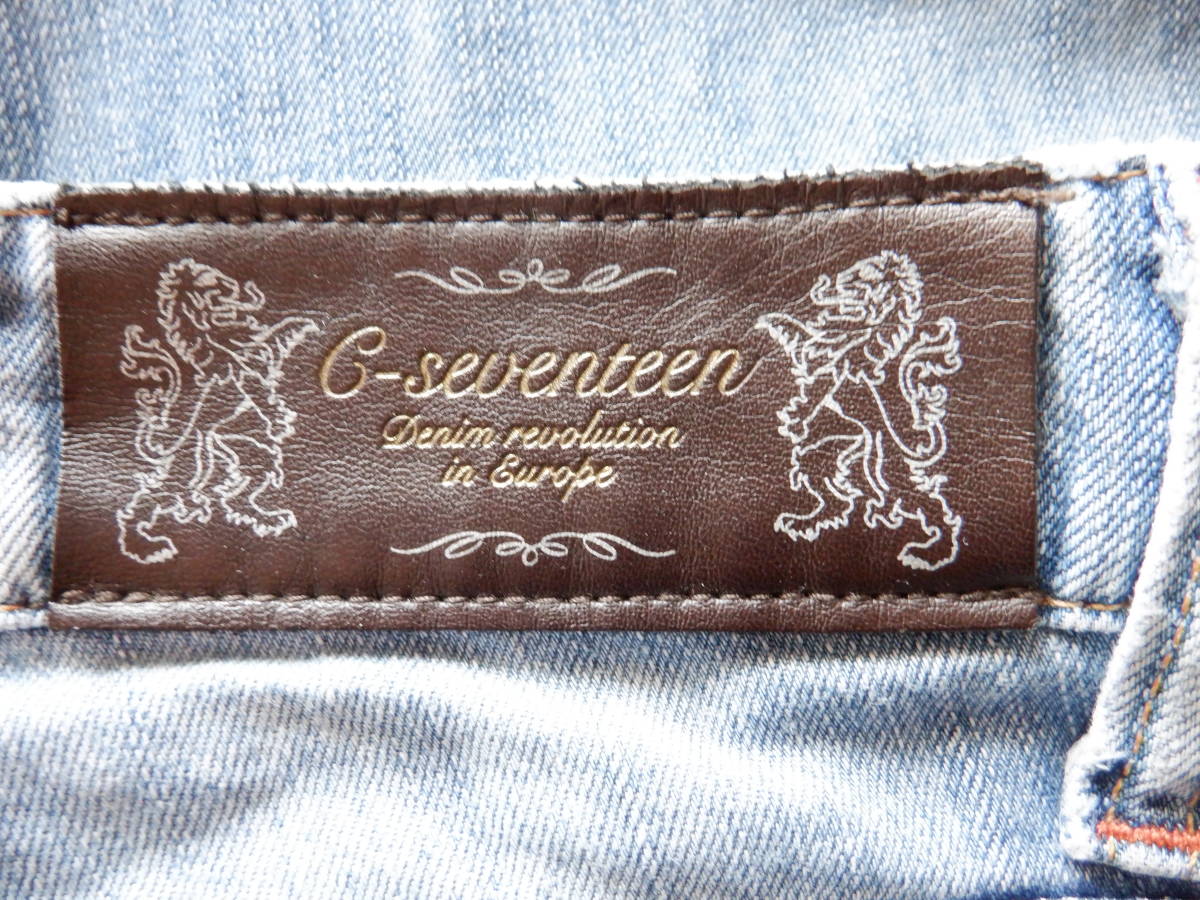 C-seventeen
Denim revolution
in Europe